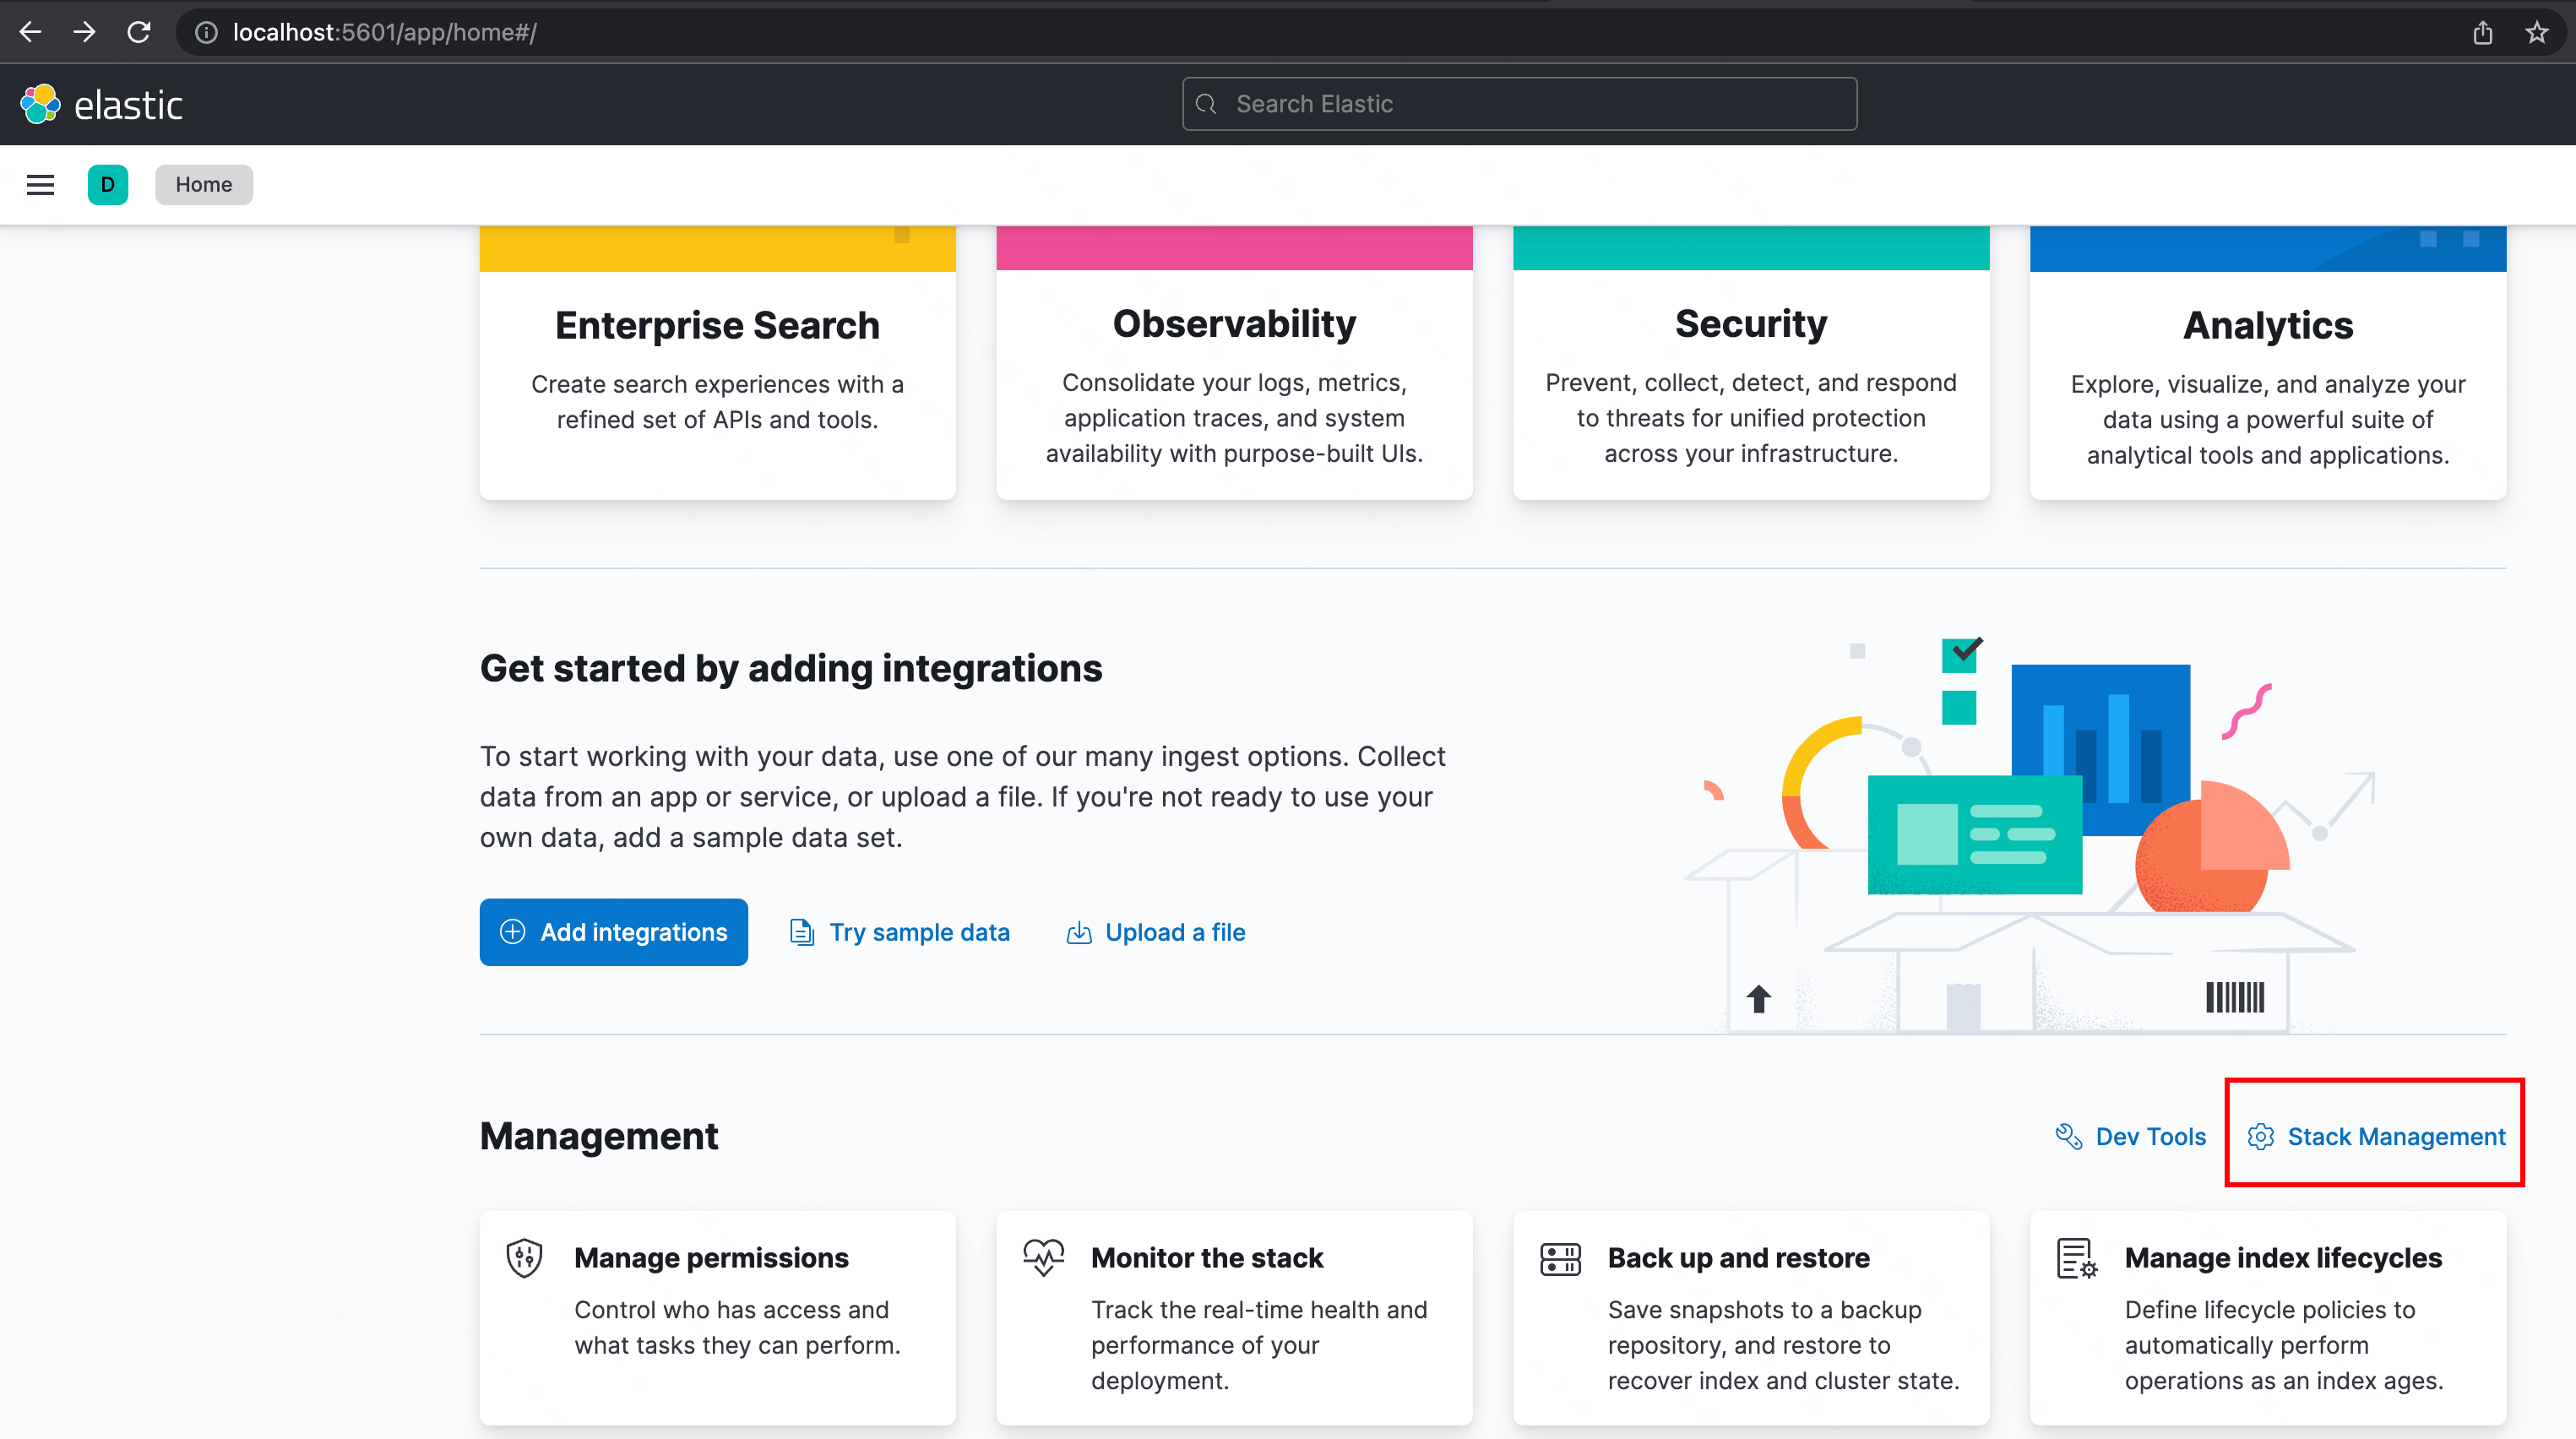 localhost:5601/app/home#/
elastic
Search Elastic
D
Home
Enterprise Search
Create search experiences with a
refined set of APIs and tools.
Observability
Consolidate your logs, metrics,
application traces, and system
availability with purpose-built UIs.
Security
Prevent, collect, detect, and respond
to threats for unified protection
across your infrastructure.
Analytics
Explore, visualize, and analyze your
data using a powerful suite of
analytical tools and applications.
Get started by adding integrations
To start working with your data, use one of our many ingest options. Collect
data from an app or service, or upload a file. If you're not ready to use your
own data, add a sample data set.
Add integrations
Try sample data
Upload a file
Management
Dev Tools
Stack Management
Manage permissions
Control who has access and
what tasks they can perform.
Monitor the stack
Track the real-time health and
performance of your
deployment.
Back up and restore
Save snapshots to a backup
repository, and restore to
recover index and cluster state.
Manage index lifecycles
Define lifecycle policies to
automatically perform
operations as an index ages.